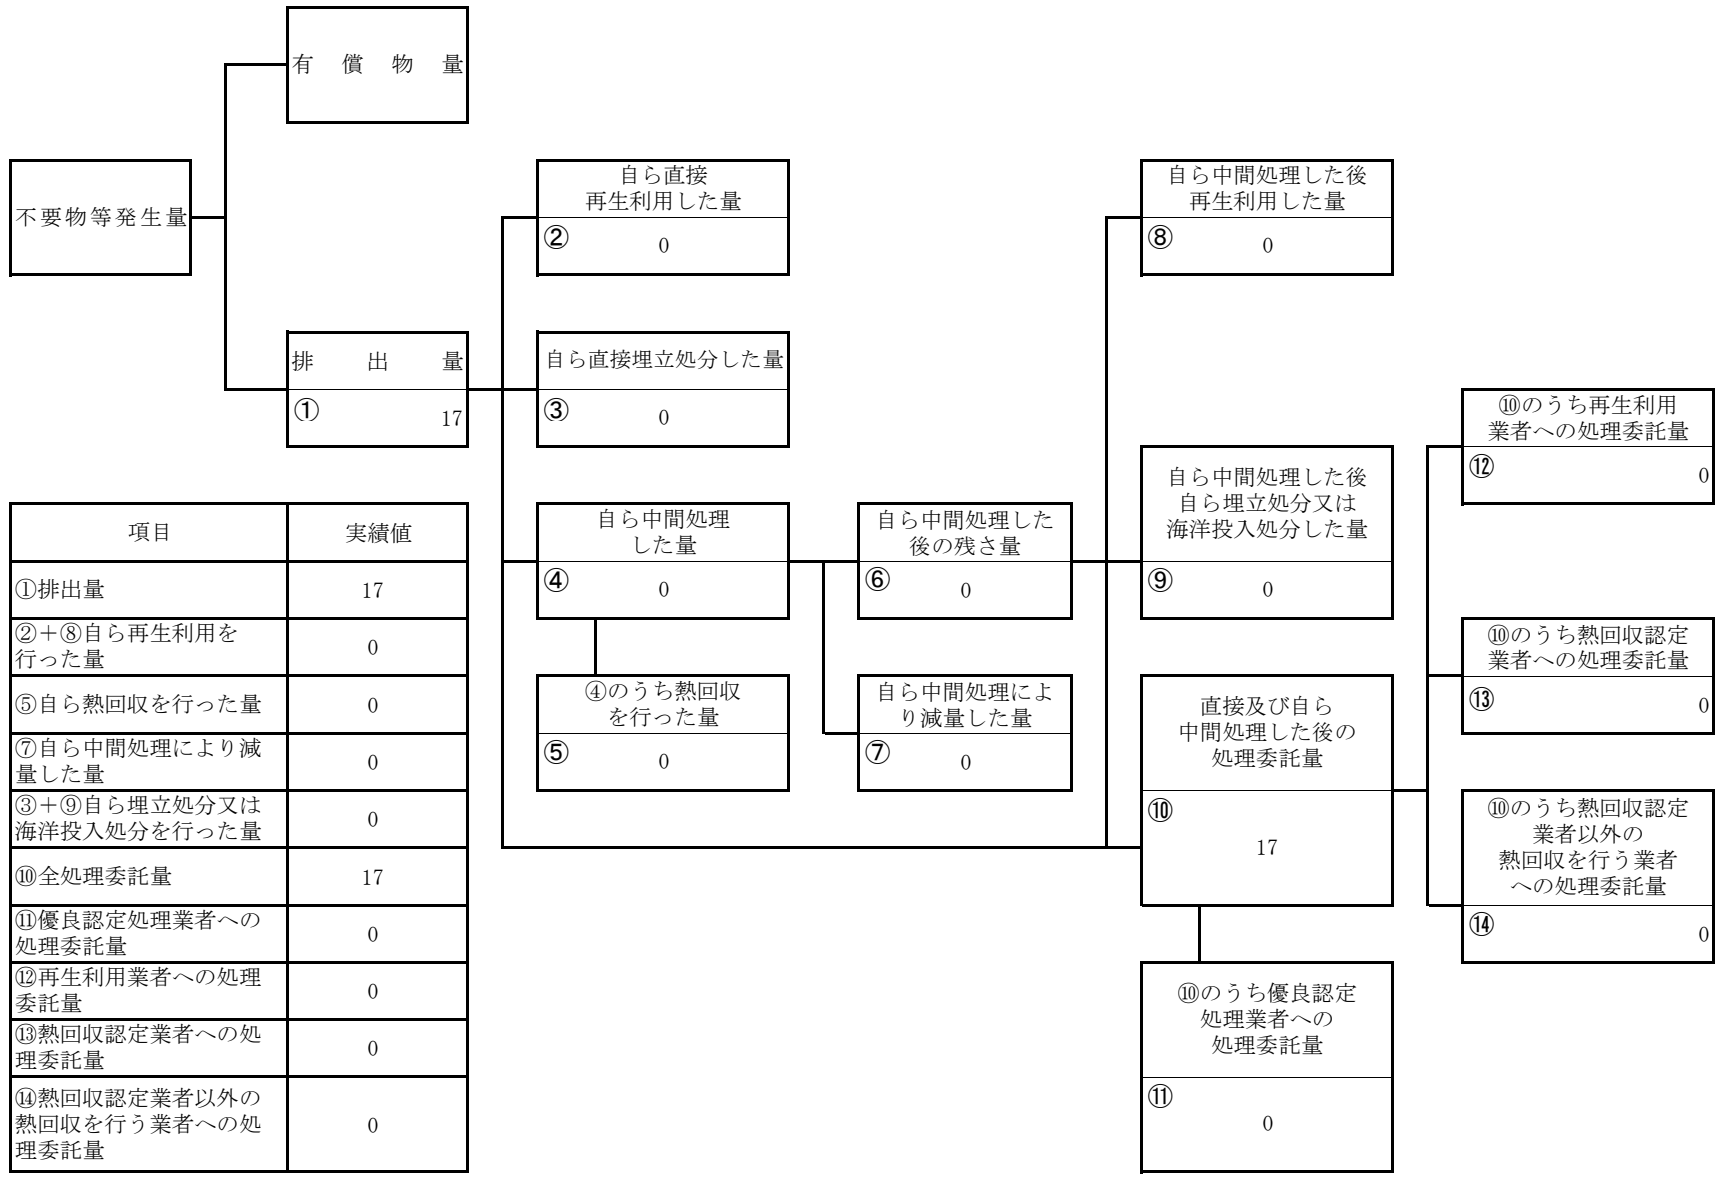 有償物量
不要物等発生量
排出量
①
17
自ら直接
再生利用した量
②
0
自ら直接埋立処分した量
③
0
自ら中間処理
した量
④
0
④のうち熱回収
を行った量
⑤
0
自ら中間処理した
後の残さ量
⑥
0
自ら中間処理によ
り減量した量
⑦
0
自ら中間処理した後
再生利用した量
⑧
0
自ら中間処理した後
自ら埋立処分又は
海洋投入処分した量
⑨
0
直接及び自ら
中間処理した後の
処理委託量
⑩
17
⑩のうち優良認定
処理業者への
処理委託量
⑪
0
⑩のうち再生利用
業者への処理委託量
⑫
0
⑩のうち熱回収認定
業者への処理委託量
⑬
0
⑩のうち熱回収認定
業者以外の
熱回収を行う業者
への処理委託量
⑭
0
項目 実績値
①排出量 17
②＋⑧自ら再生利用を
行った量
0
⑤自ら熱回収を行った量 0
⑦自ら中間処理により減
量した量
0
③＋⑨自ら埋立処分又は
海洋投入処分を行った量
0
⑩全処理委託量 17
⑪優良認定処理業者への
処理委託量
0
⑫再生利用業者への処理
委託量
0
⑬熱回収認定業者への処
理委託量
0
⑭熱回収認定業者以外の
熱回収を行う業者への処
理委託量
0